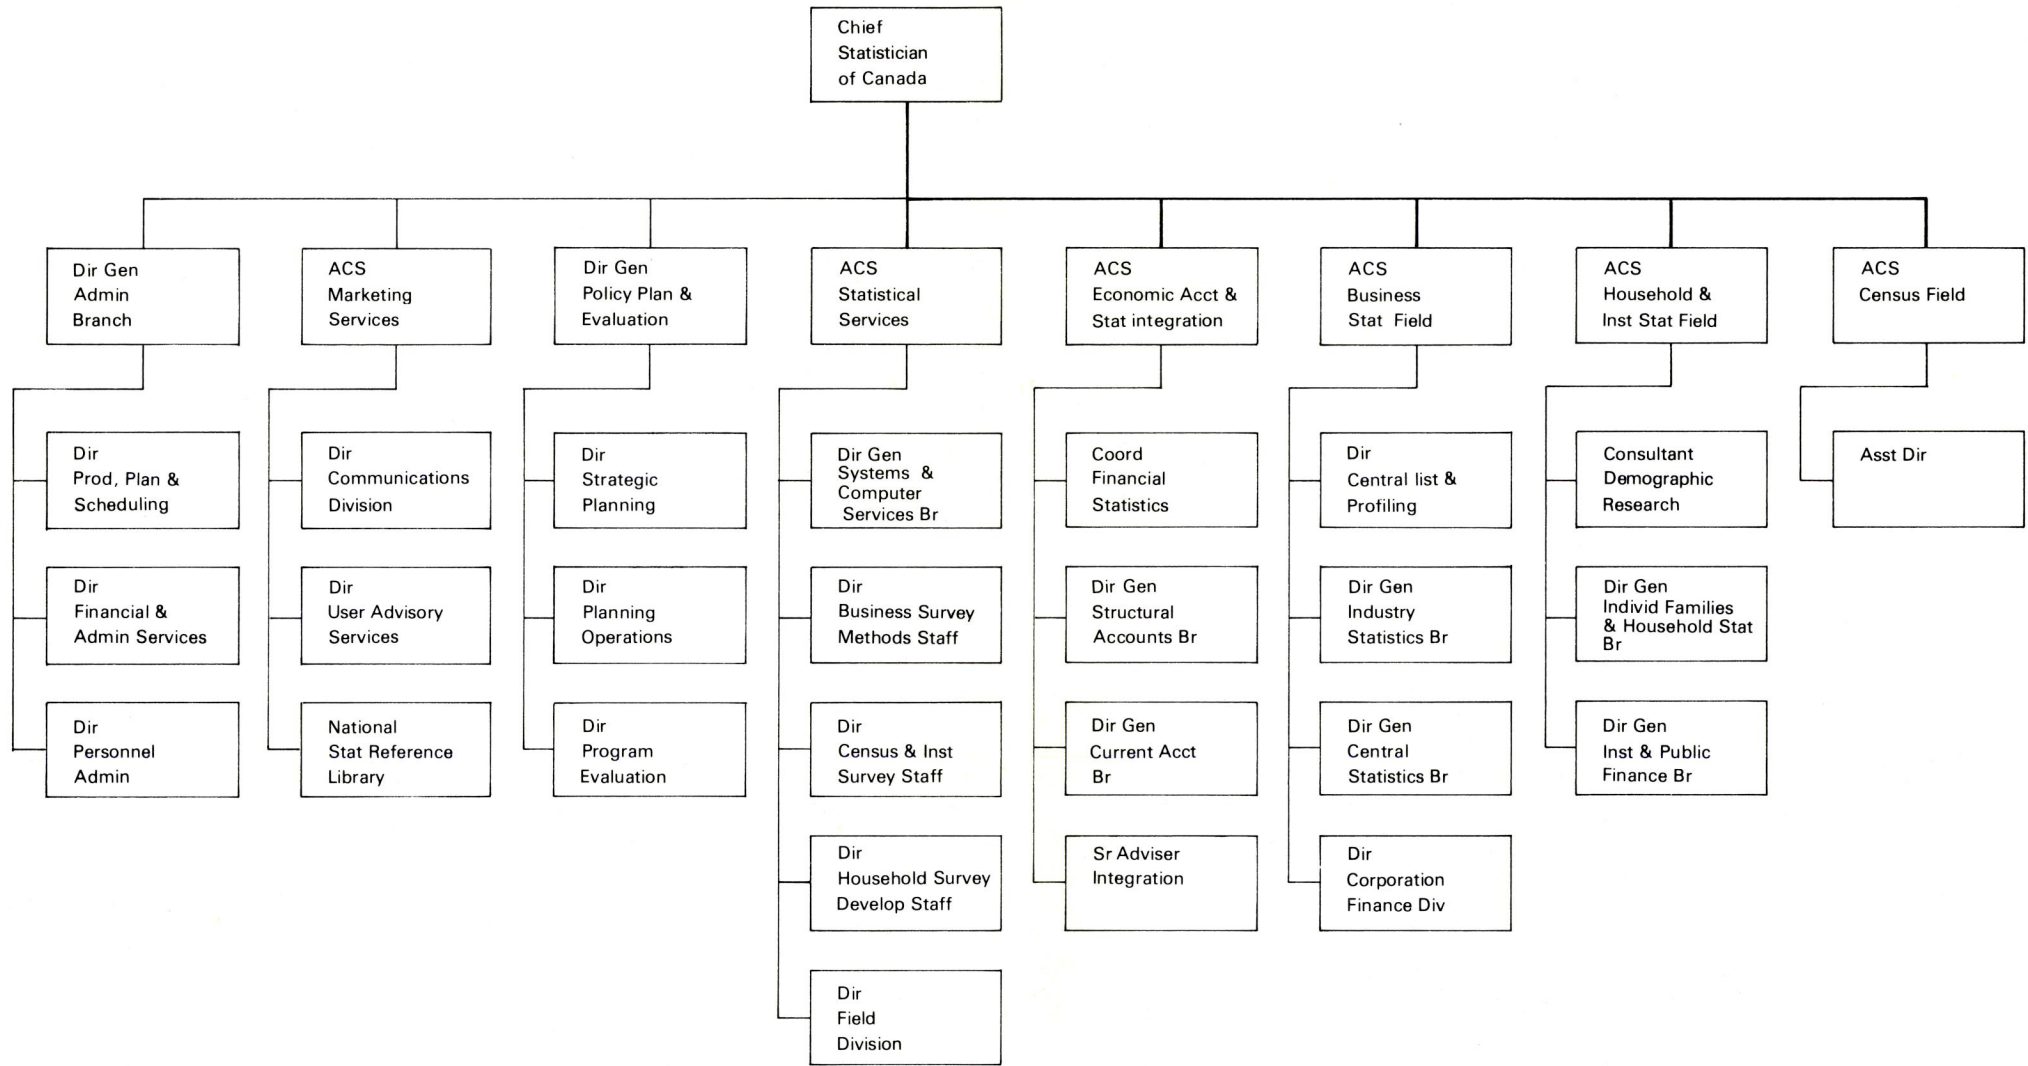 Chief
Statistician
of Canada
Dir Gen
Admin
Branch
ACS
Marketing
Services
Dir Gen
Policy Plan &
Evaluation
ACS
Statistical
Services
ACS
Economic Acct &
Stat integration
ACS
Business
Stat Field
ACS
Household &
Inst Stat Field
ACS
Census Field
Dir
Prod, Plan &
Scheduling
Dir
Communications
Division
Dir
Strategic
Planning
Dir Gen
Systems &
Computer
Services Br
Coord
Financial
Statistics
Dir
Central list &
Profiling
Consultant
Demographic
Research
Asst Dir
Dir
Financial &
Admin Services
Dir
User Advisory
Services
Dir
Planning
Operations
Dir
Business Survey
Methods Staff
Dir Gen
Structural
Accounts Br
Dir Gen
Industry
Statistics Br
Dir Gen
Individ Families
& Household Stat
Br
Dir
Personnel
Admin
National
Stat Reference
Library
Dir
Program
Evaluation
Dir
Census & Inst
Survey Staff
Dir Gen
Current Acct
Br
Dir Gen
Central
Statistics Br
Dir Gen
Inst & Public
Finance Br
Dir
Household Survey
Develop Staff
Sr Adviser
Integration
Dir
Corporation
Finance Div
Dir
Field
Division